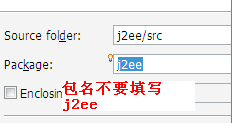 Source folder: j2ee/src
Package: j2ee
Enclosin 包名不要填写
j2ee